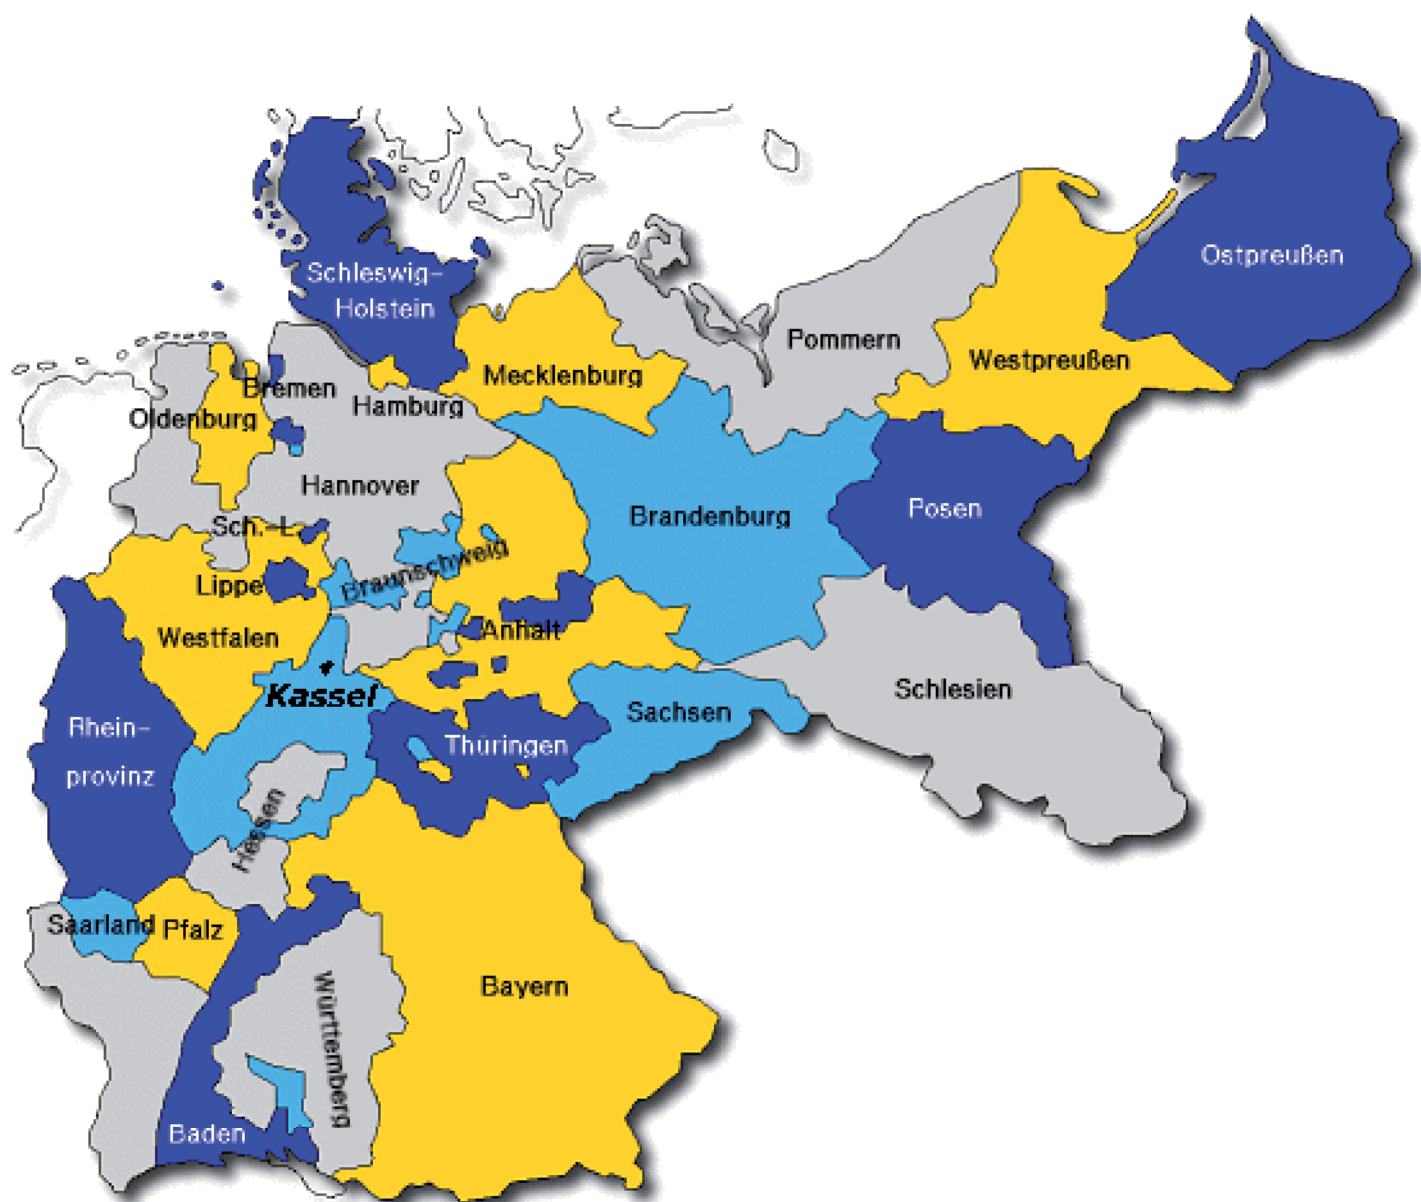 Schleswig-
Holstein
Ostpreußen
Pommern
Westpreußen
Mecklenburg
Bremen
Hamburg
Oldenburg
Hannover
Brandenburg
Posen
Sch.-L.
Braunschweig
Lippe
Westfalen
Anhalt
Kassel
Schlesien
Sachsen
Rhein-
provinz
Thüringen
Hessen
Saarland
Pfalz
Bayern
Württemberg
Baden